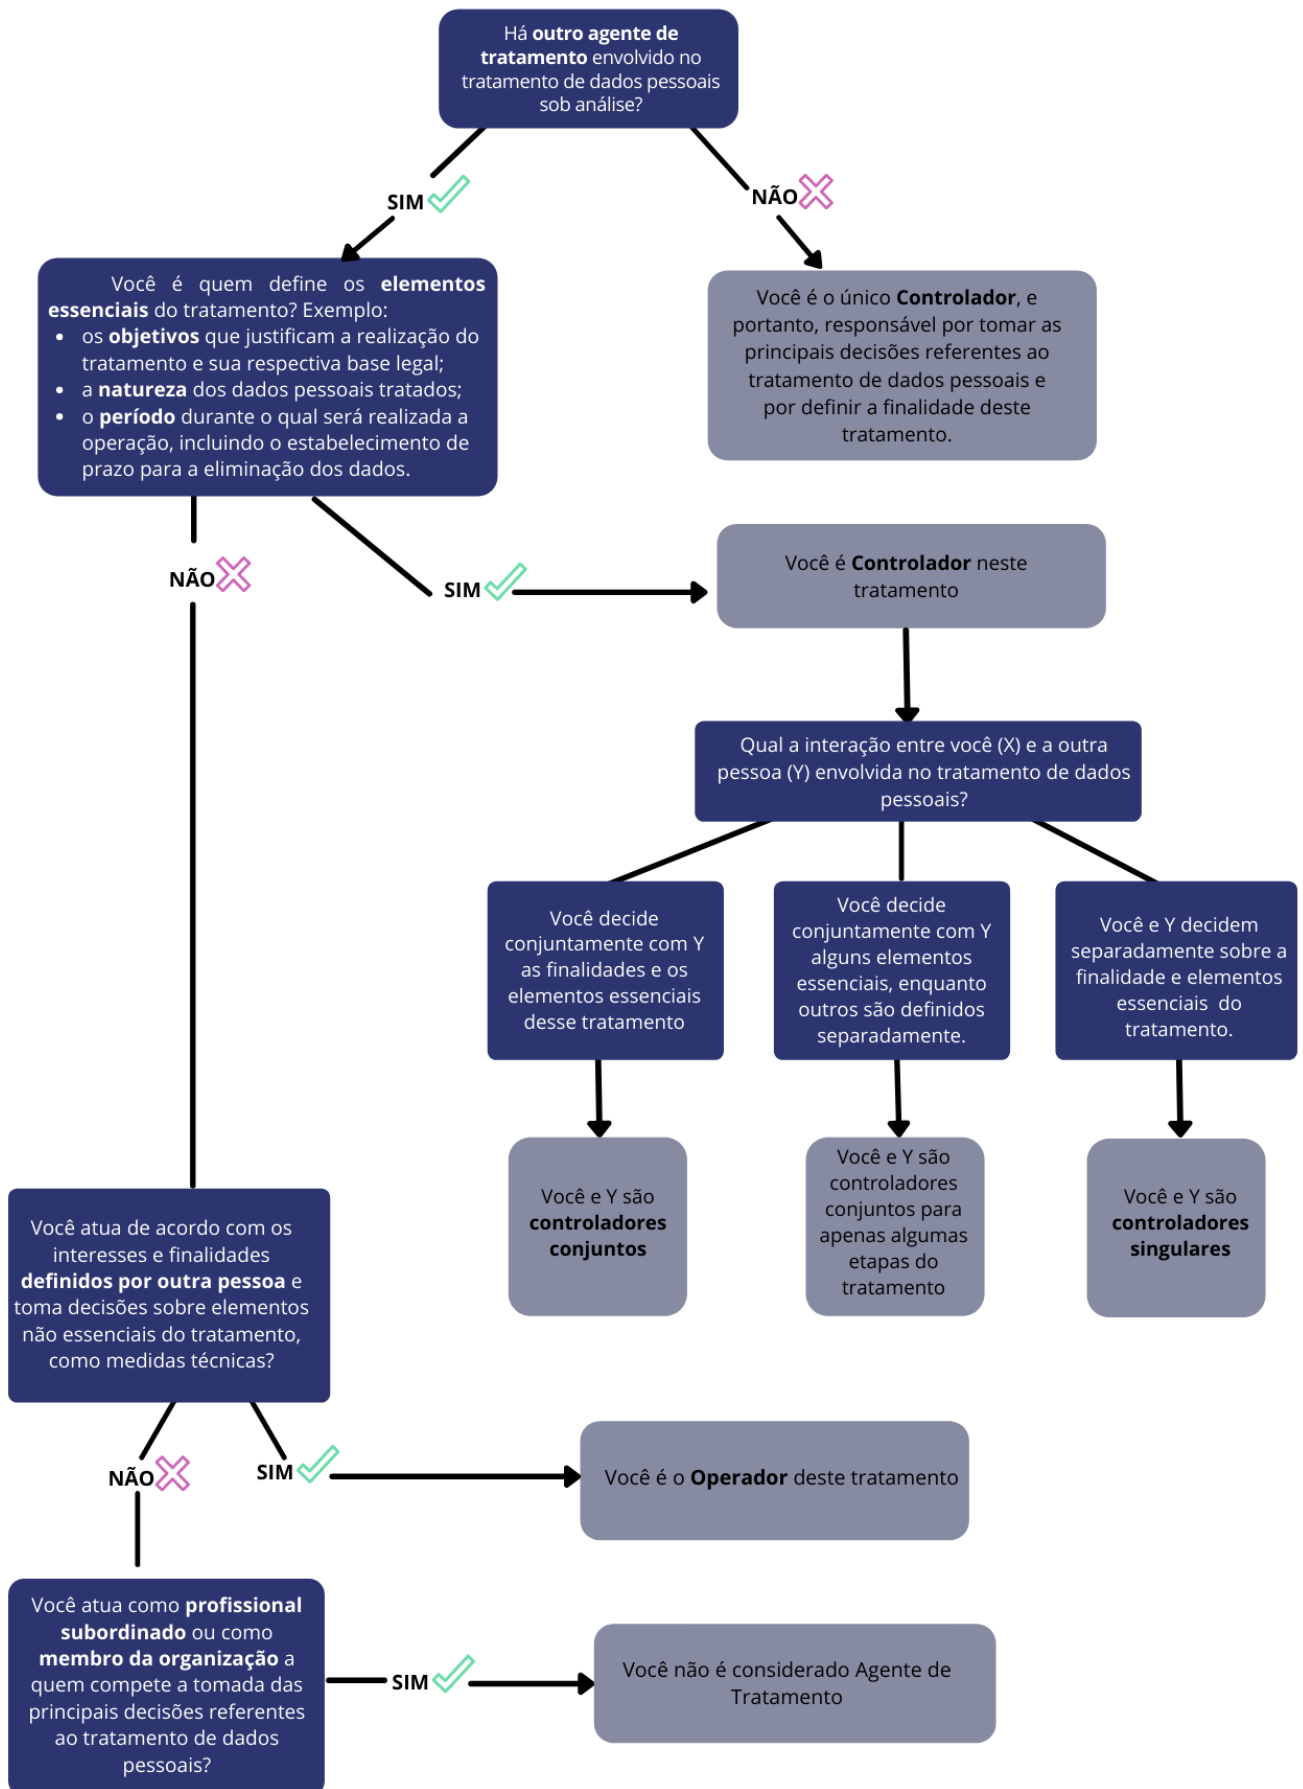 Há outro agente de
tratamento envolvido no
tratamento de dados pessoais
sob análise?
SIM
NÃO
Você é quem define os elementos
essenciais do tratamento? Exemplo:
• os objetivos que justificam a realização do
tratamento e sua respectiva base legal;
• a natureza dos dados pessoais tratados;
• o período durante o qual será realizada a
operação, incluindo o estabelecimento de
prazo para a eliminação dos dados.
Você é o único Controlador, e
portanto, responsável por tomar as
principais decisões referentes ao
tratamento de dados pessoais e
por definir a finalidade deste
tratamento.
NÃO
SIM
Você é Controlador neste
tratamento
Qual a interação entre você (X) e a outra
pessoa (Y) envolvida no tratamento de dados
pessoais?
Você decide
conjuntamente com Y
as finalidades e os
elementos essenciais
desse tratamento
Você decide
conjuntamente com Y
alguns elementos
essenciais, enquanto
outros são definidos
separadamente.
Você e Y decidem
separadamente sobre a
finalidade e elementos
essenciais do
tratamento.
Você e Y são
controladores
conjuntos
Você e Y são
controladores
conjuntos para
apenas algumas
etapas do
tratamento
Você e Y são
controladores
singulares
Você atua de acordo com os
interesses e finalidades
definidos por outra pessoa e
toma decisões sobre elementos
não essenciais do tratamento,
como medidas técnicas?
NÃO
SIM
Você é o Operador deste tratamento
Você atua como profissional
subordinado ou como
membro da organização a
quem compete a tomada das
principais decisões referentes
ao tratamento de dados
pessoais?
SIM
Você não é considerado Agente de
Tratamento